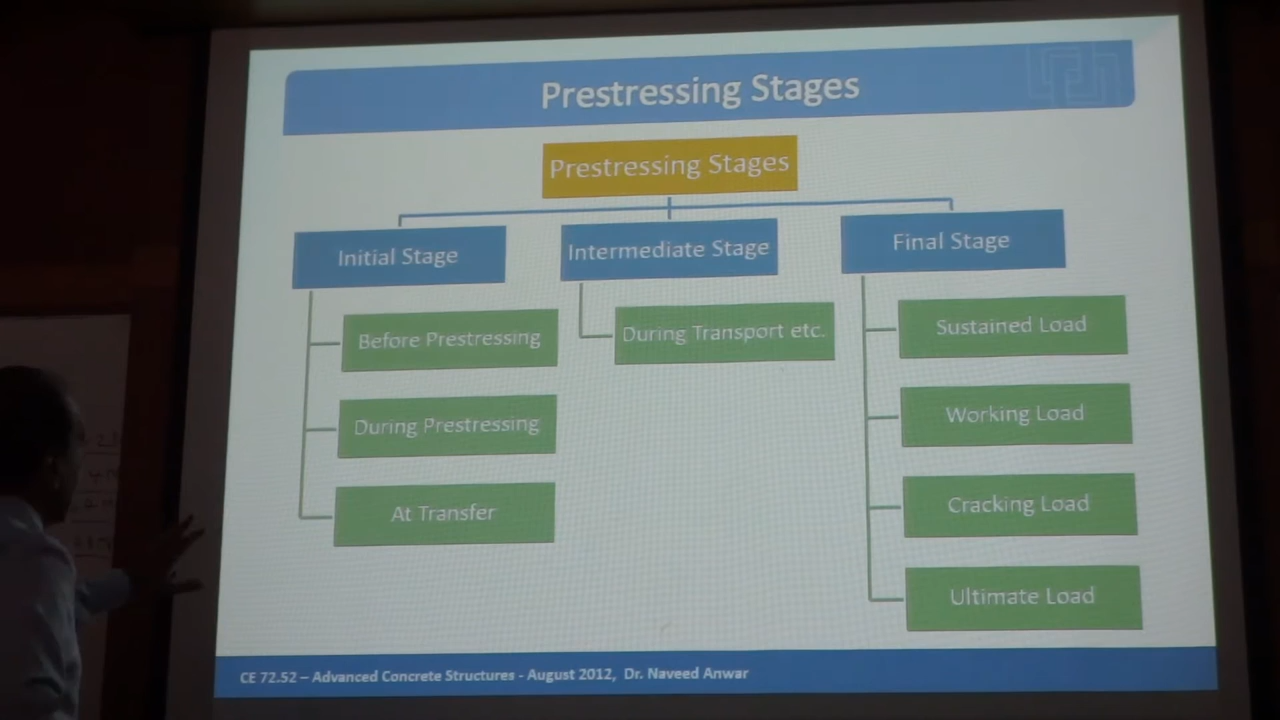 Prestressing Stages
Prestressing Stages
Initial Stage
Before Prestressing
During Prestressing
At Transfer
Intermediate Stage
During Transport etc.
Final Stage
Sustained Load
Working Load
Cracking Load
Ultimate Load
CE 72.52 – Advanced Concrete Structures - August 2012, Dr. Naveed Anwar